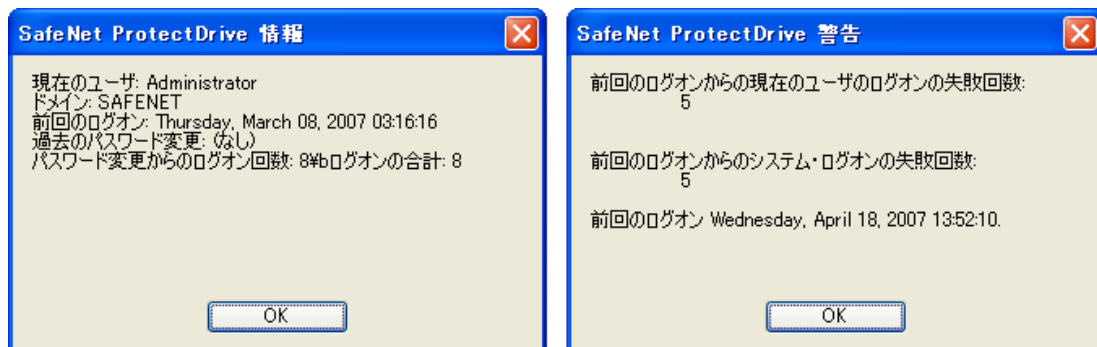 SafeNet ProtectDrive 情報
現在のユーザ: Administrator
ドメイン: SAFENET
前回のログオン: Thursday, March 08, 2007 03:16:16
過去のパスワード変更: (なし)
パスワード変更からのログオン回数: 8¥bログオンの合計: 8
OK
SafeNet ProtectDrive 警告
前回のログオンからの現在のユーザのログオンの失敗回数:
5
前回のログオンからのシステム・ログオンの失敗回数:
5
前回のログオン Wednesday, April 18, 2007 13:52:10.
OK